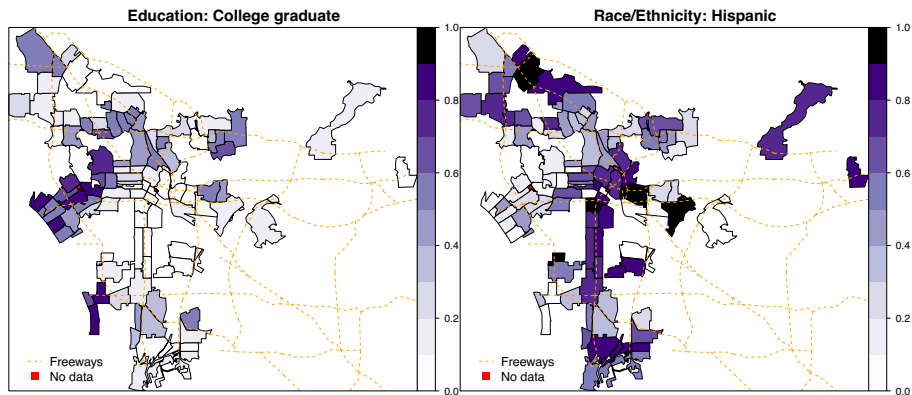 Education: College graduate
1.0
0.8
0.6
0.4
0.2
0.0
Freeways
No data
Race/Ethnicity: Hispanic
1.0
0.8
0.6
0.4
0.2
0.0
Freeways
No data